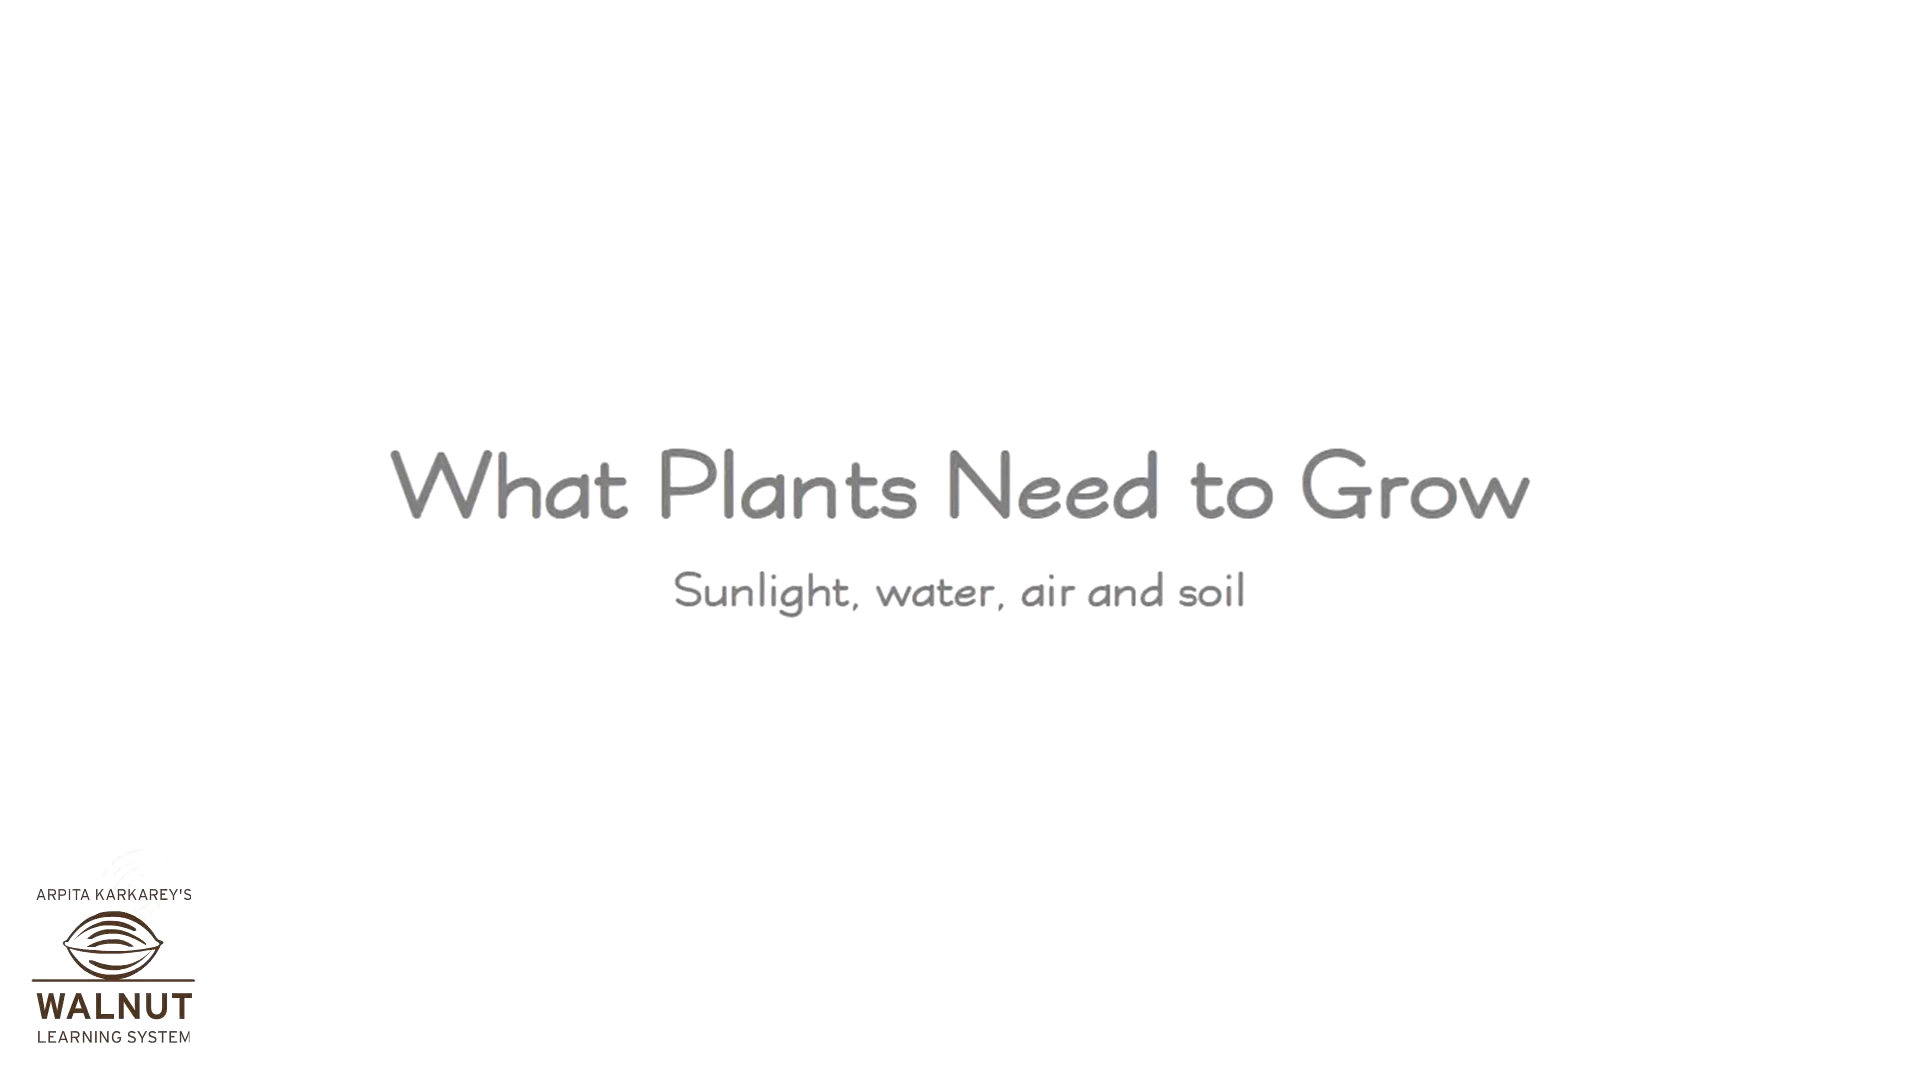 What Plants Need to Grow
Sunlight, water, air and soil
ARPITA KARKAREY'S
WALNUT
LEARNING SYSTEM